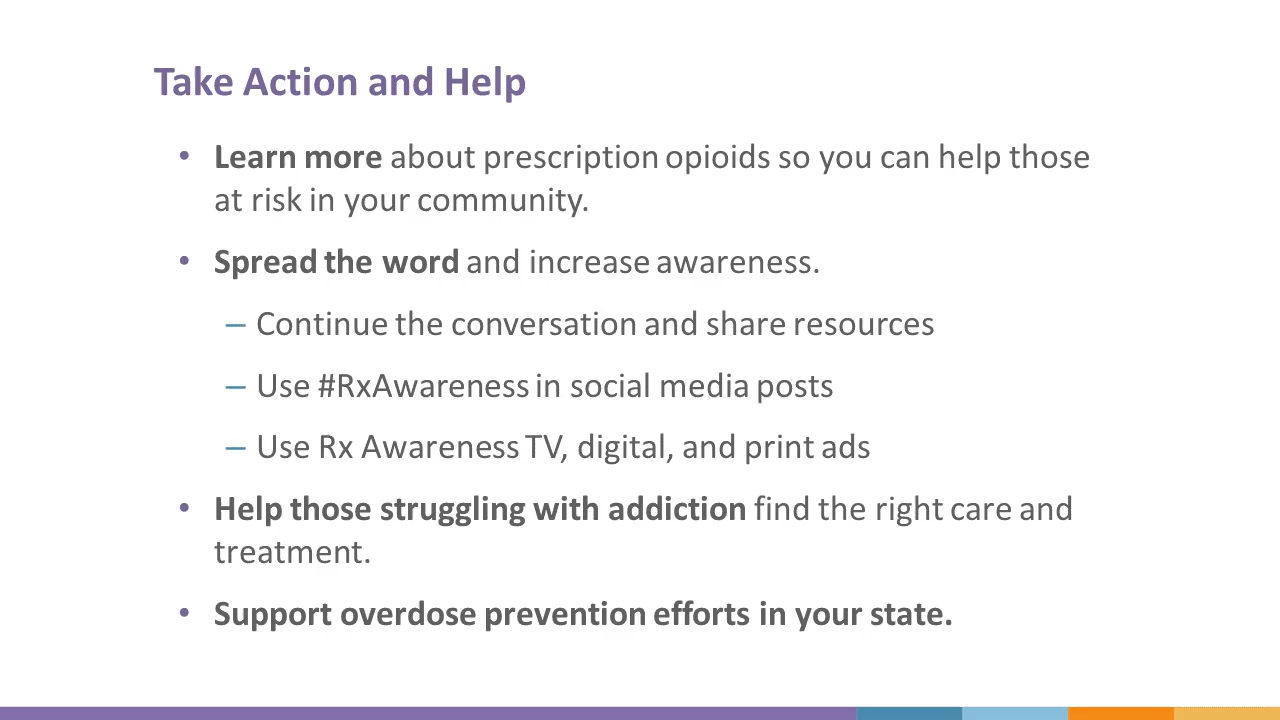 Take Action and Help
• Learn more about prescription opioids so you can help those
at risk in your community.
• Spread the word and increase awareness.
– Continue the conversation and share resources
– Use #RxAwareness in social media posts
– Use Rx Awareness TV, digital, and print ads
• Help those struggling with addiction find the right care and
treatment.
• Support overdose prevention efforts in your state.